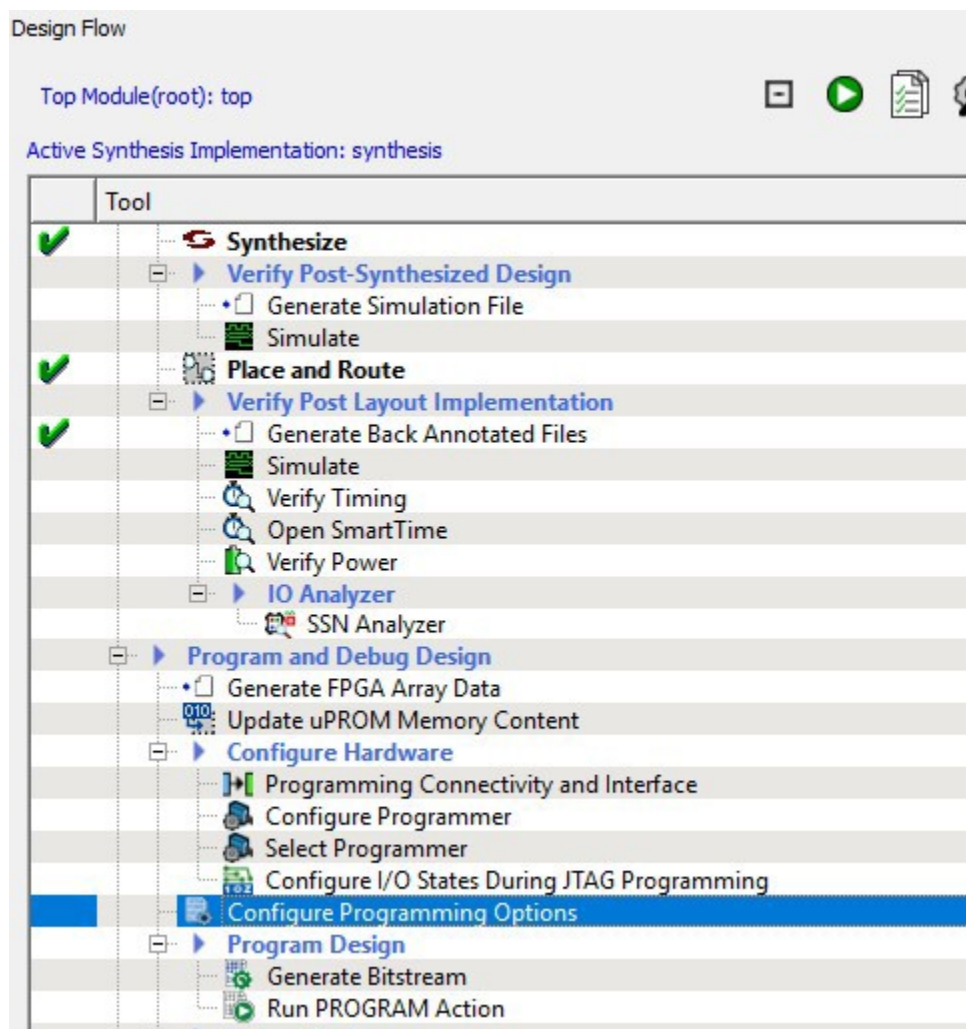 Design Flow
Top Module(root): top
Active Synthesis Implementation: synthesis
Tool
Synthesize
Verify Post-Synthesized Design
Generate Simulation File
Simulate
Place and Route
Verify Post Layout Implementation
Generate Back Annotated Files
Simulate
Verify Timing
Open SmartTime
Verify Power
IO Analyzer
SSN Analyzer
Program and Debug Design
Generate FPGA Array Data
Update uPROM Memory Content
Configure Hardware
Programming Connectivity and Interface
Configure Programmer
Select Programmer
Configure I/O States During JTAG Programming
Configure Programming Options
Program Design
Generate Bitstream
Run PROGRAM Action